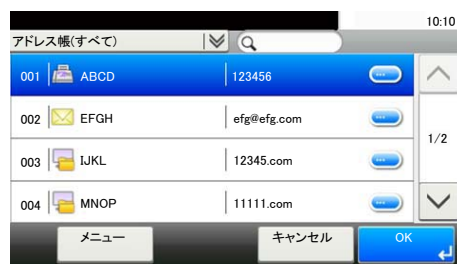 10:10
アドレス帳(すべて)
001 ABCD 123456
002 EFGH efg@efg.com
1/2
003 IJKL 12345.com
004 MNOP 11111.com
メニュー キャンセル OK